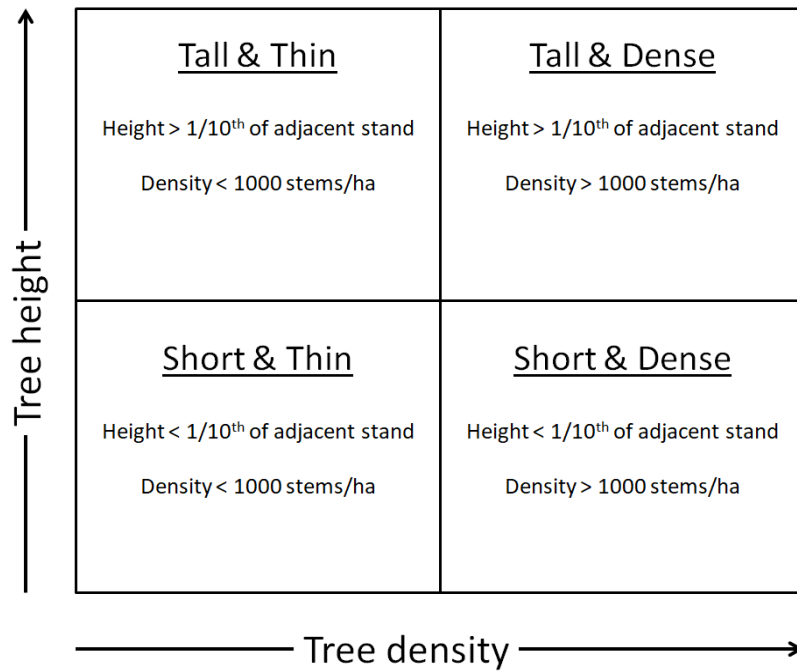 Tall & Thin
Height > 1/10th of adjacent stand
Density < 1000 stems/ha
Tall & Dense
Height > 1/10th of adjacent stand
Density > 1000 stems/ha
Short & Thin
Height < 1/10th of adjacent stand
Density < 1000 stems/ha
Short & Dense
Height < 1/10th of adjacent stand
Density > 1000 stems/ha
Tree height
Tree density